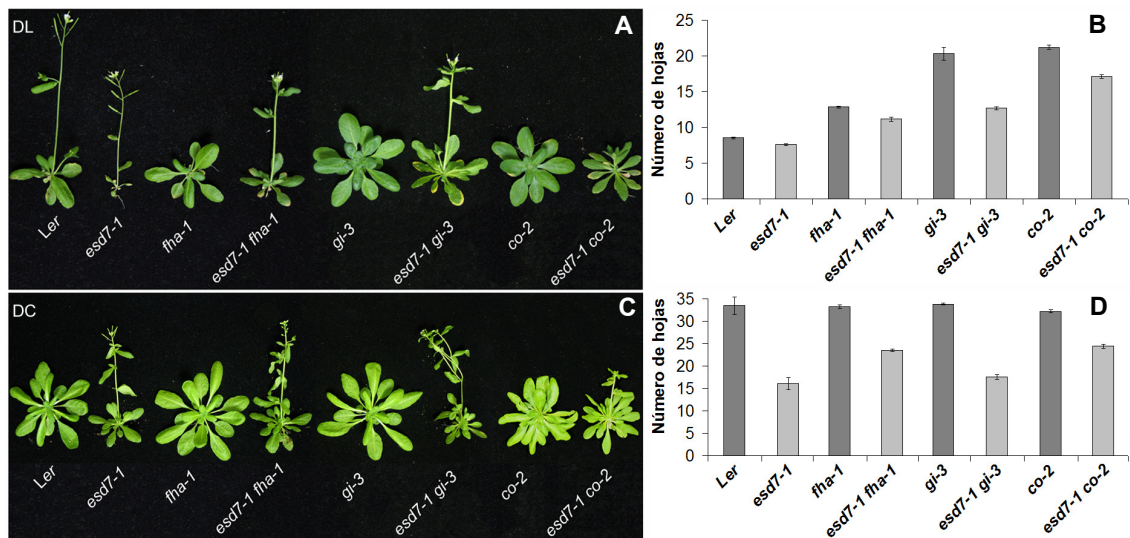 DL
A
Ler
esd7-1
fha-1
esd7-1 fha-1
gi-3
esd7-1 gi-3
co-2
esd7-1 co-2
B
Número de hojas
25
20
15
10
5
0
Ler
esd7-1
fha-1
esd7-1 fha-1
gi-3
esd7-1 gi-3
co-2
esd7-1 co-2
DC
C
Ler
esd7-1
fha-1
esd7-1 fha-1
gi-3
esd7-1 gi-3
co-2
esd7-1 co-2
D
Número de hojas
35
30
25
20
15
10
5
0
Ler
esd7-1
fha-1
esd7-1 fha-1
gi-3
esd7-1 gi-3
co-2
esd7-1 co-2